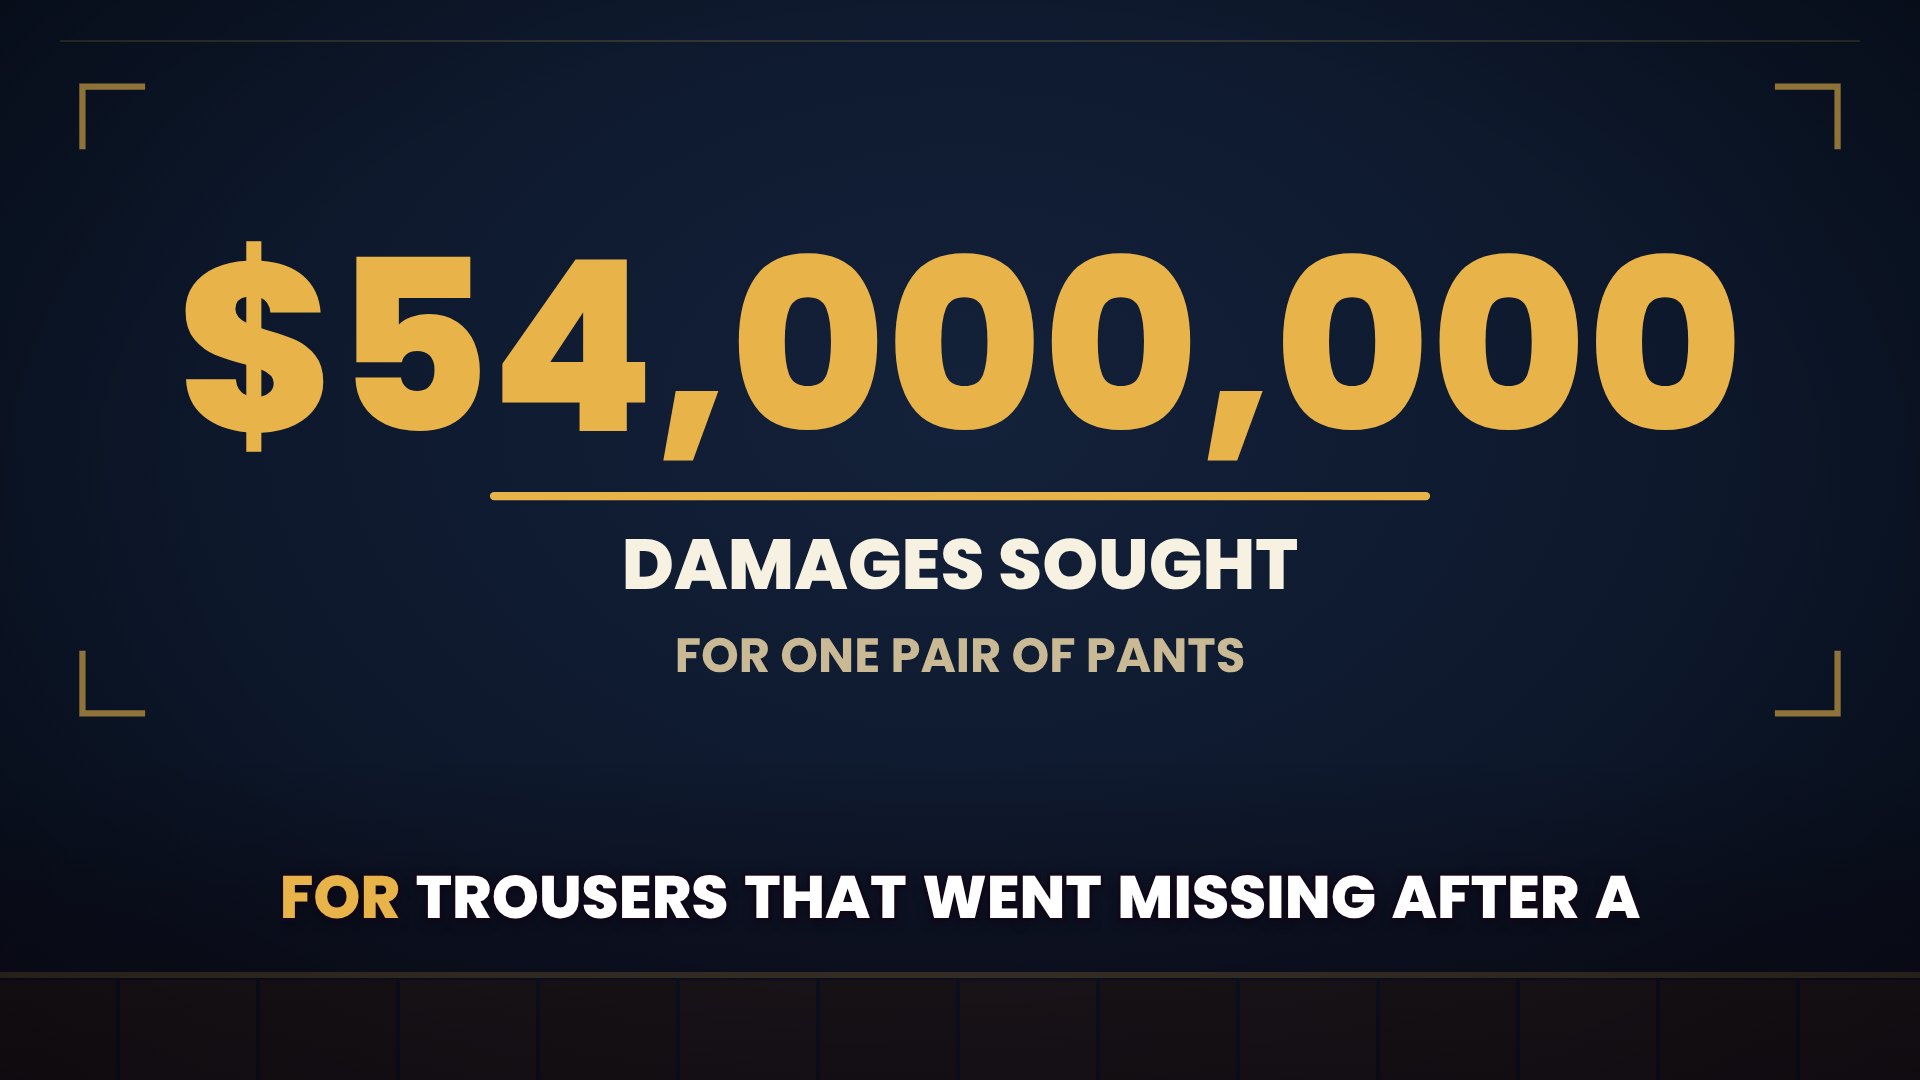 $54,000,000
DAMAGES SOUGHT
FOR ONE PAIR OF PANTS
FOR TROUSERS THAT WENT MISSING AFTER A